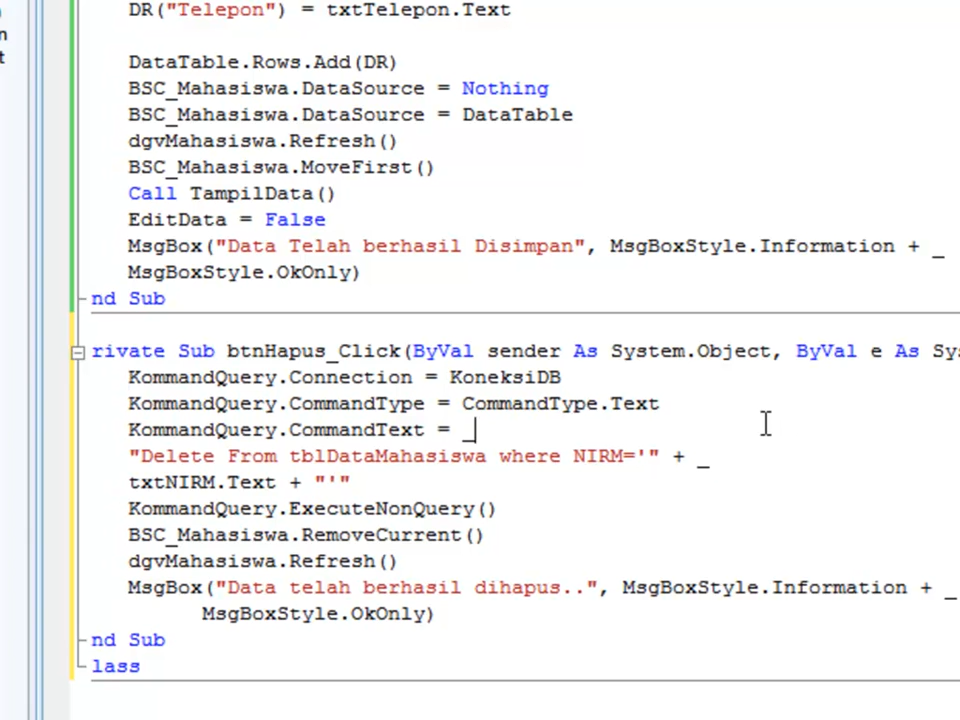 n
t
DR("Telepon") = txtTelepon.Text
DataTable.Rows.Add(DR)
BSC_Mahasiswa.DataSource = Nothing
BSC_Mahasiswa.DataSource = DataTable
dgvMahasiswa.Refresh()
BSC_Mahasiswa.MoveFirst()
Call TampilData()
EditData = False
MsgBox("Data Telah berhasil Disimpan", MsgBoxStyle.Information + _
MsgBoxStyle.OkOnly)
nd Sub
rivate Sub btnHapus_Click(ByVal sender As System.Object, ByVal e As Sys
KommandQuery.Connection = KoneksiDB
KommandQuery.CommandType = CommandType.Text
KommandQuery.CommandText = _
"Delete From tblDataMahasiswa where NIRM='" + _
txtNIRM.Text + "'"
KommandQuery.ExecuteNonQuery()
BSC_Mahasiswa.RemoveCurrent()
dgvMahasiswa.Refresh()
MsgBox("Data telah berhasil dihapus..", MsgBoxStyle.Information + _
MsgBoxStyle.OkOnly)
nd Sub
lass